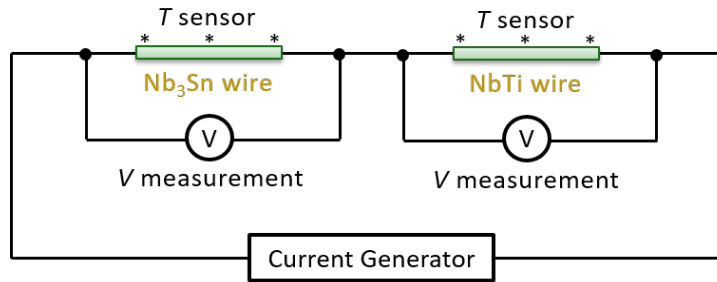 T sensor
* * *
Nb₃Sn wire
V
V measurement
T sensor
* * *
NbTi wire
V
V measurement
Current Generator